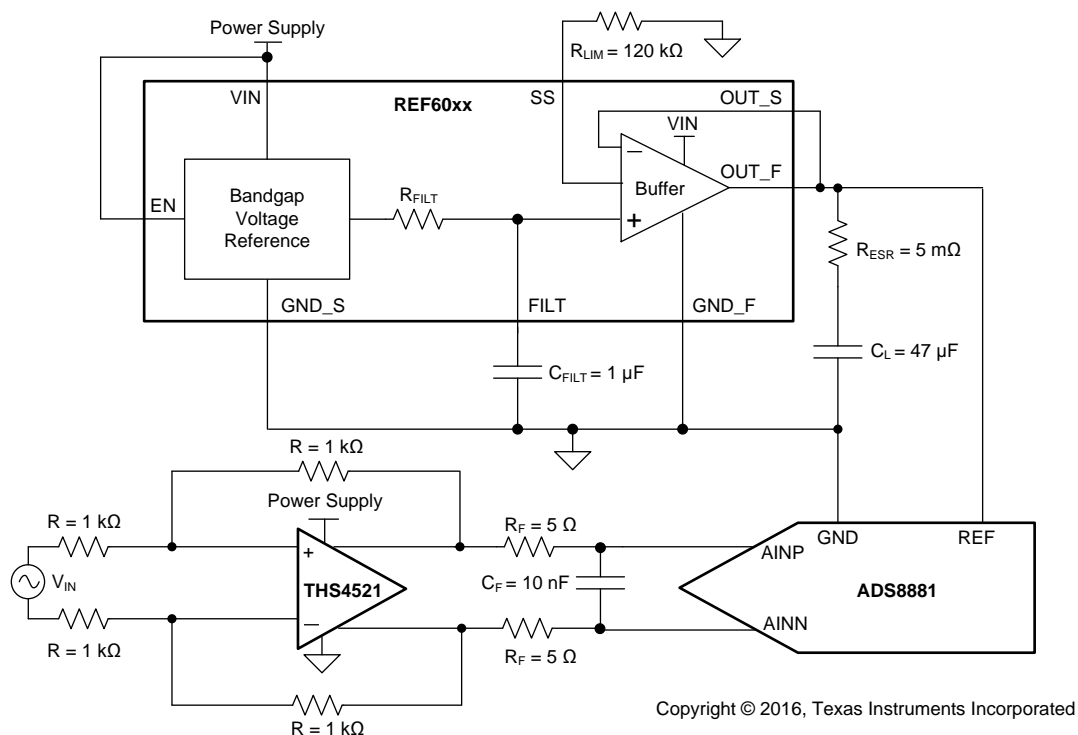 Power Supply
R_LIM = 120 kΩ
REF60xx
VIN
SS
OUT_S
VIN
OUT_F
EN
Bandgap
Voltage
Reference
R_FILT
−
Buffer
+
R_ESR = 5 mΩ
GND_S
FILT
GND_F
C_L = 47 µF
C_FILT = 1 µF
R = 1 kΩ
Power Supply
R = 1 kΩ
R_F = 5 Ω
GND
REF
+
AINP
V_IN
THS4521
C_F = 10 nF
ADS8881
−
AINN
R = 1 kΩ
R_F = 5 Ω
R = 1 kΩ
Copyright © 2016, Texas Instruments Incorporated